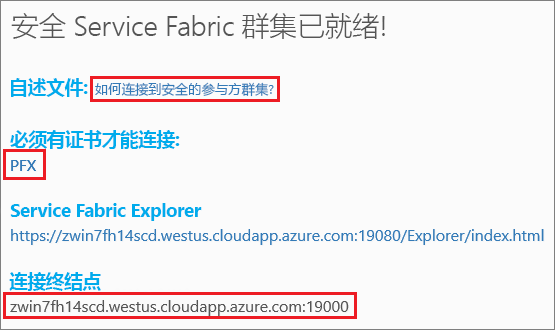 安全 Service Fabric 群集已就绪!
自述文件: 如何连接到安全的参与方群集?
必须有证书才能连接:
PFX
Service Fabric Explorer
https://zwin7fh14scd.westus.cloudapp.azure.com:19080/Explorer/index.html
连接终结点
zwin7fh14scd.westus.cloudapp.azure.com:19000